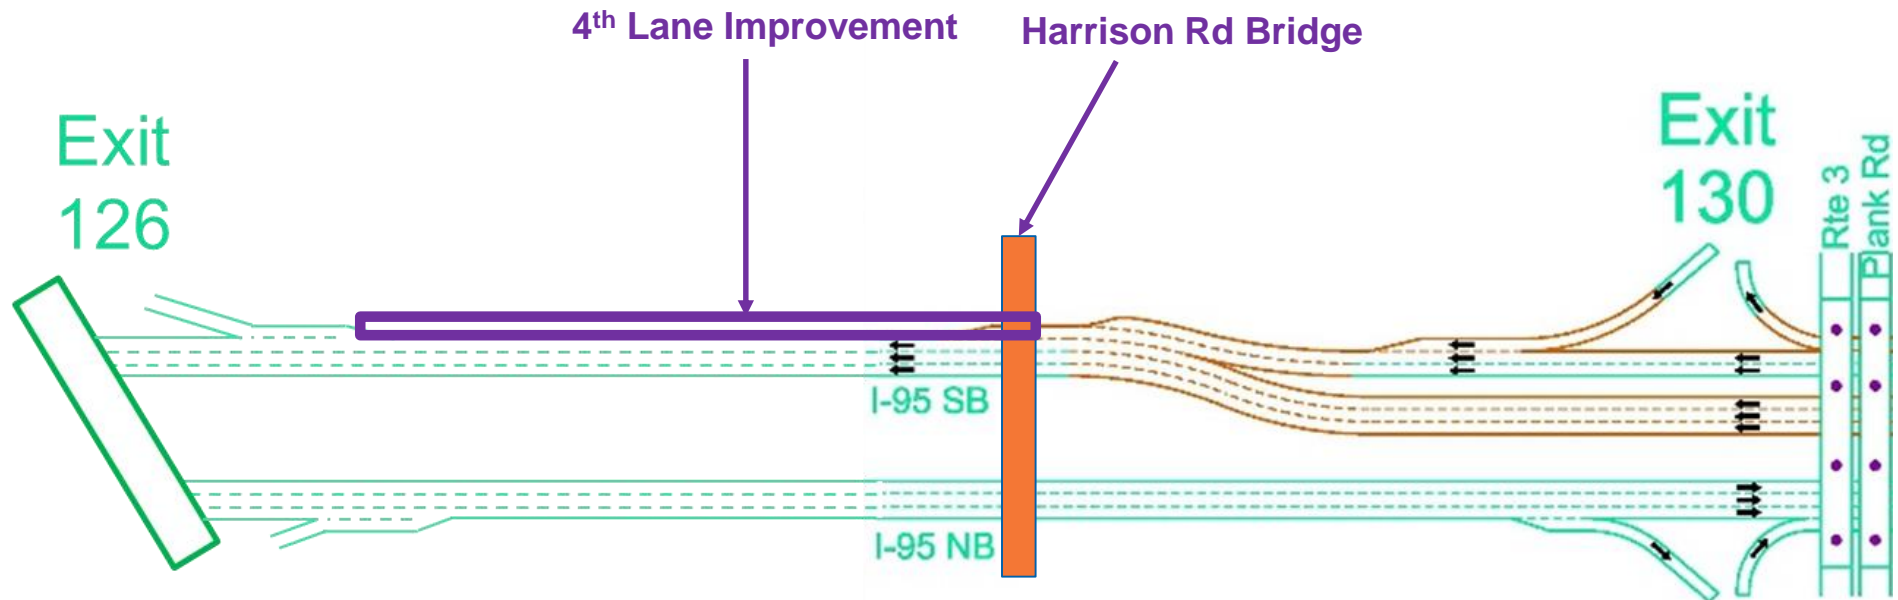 4th Lane Improvement
Harrison Rd Bridge
Exit
126
Exit
130
Rte 3
Plank Rd
I-95 SB
I-95 NB